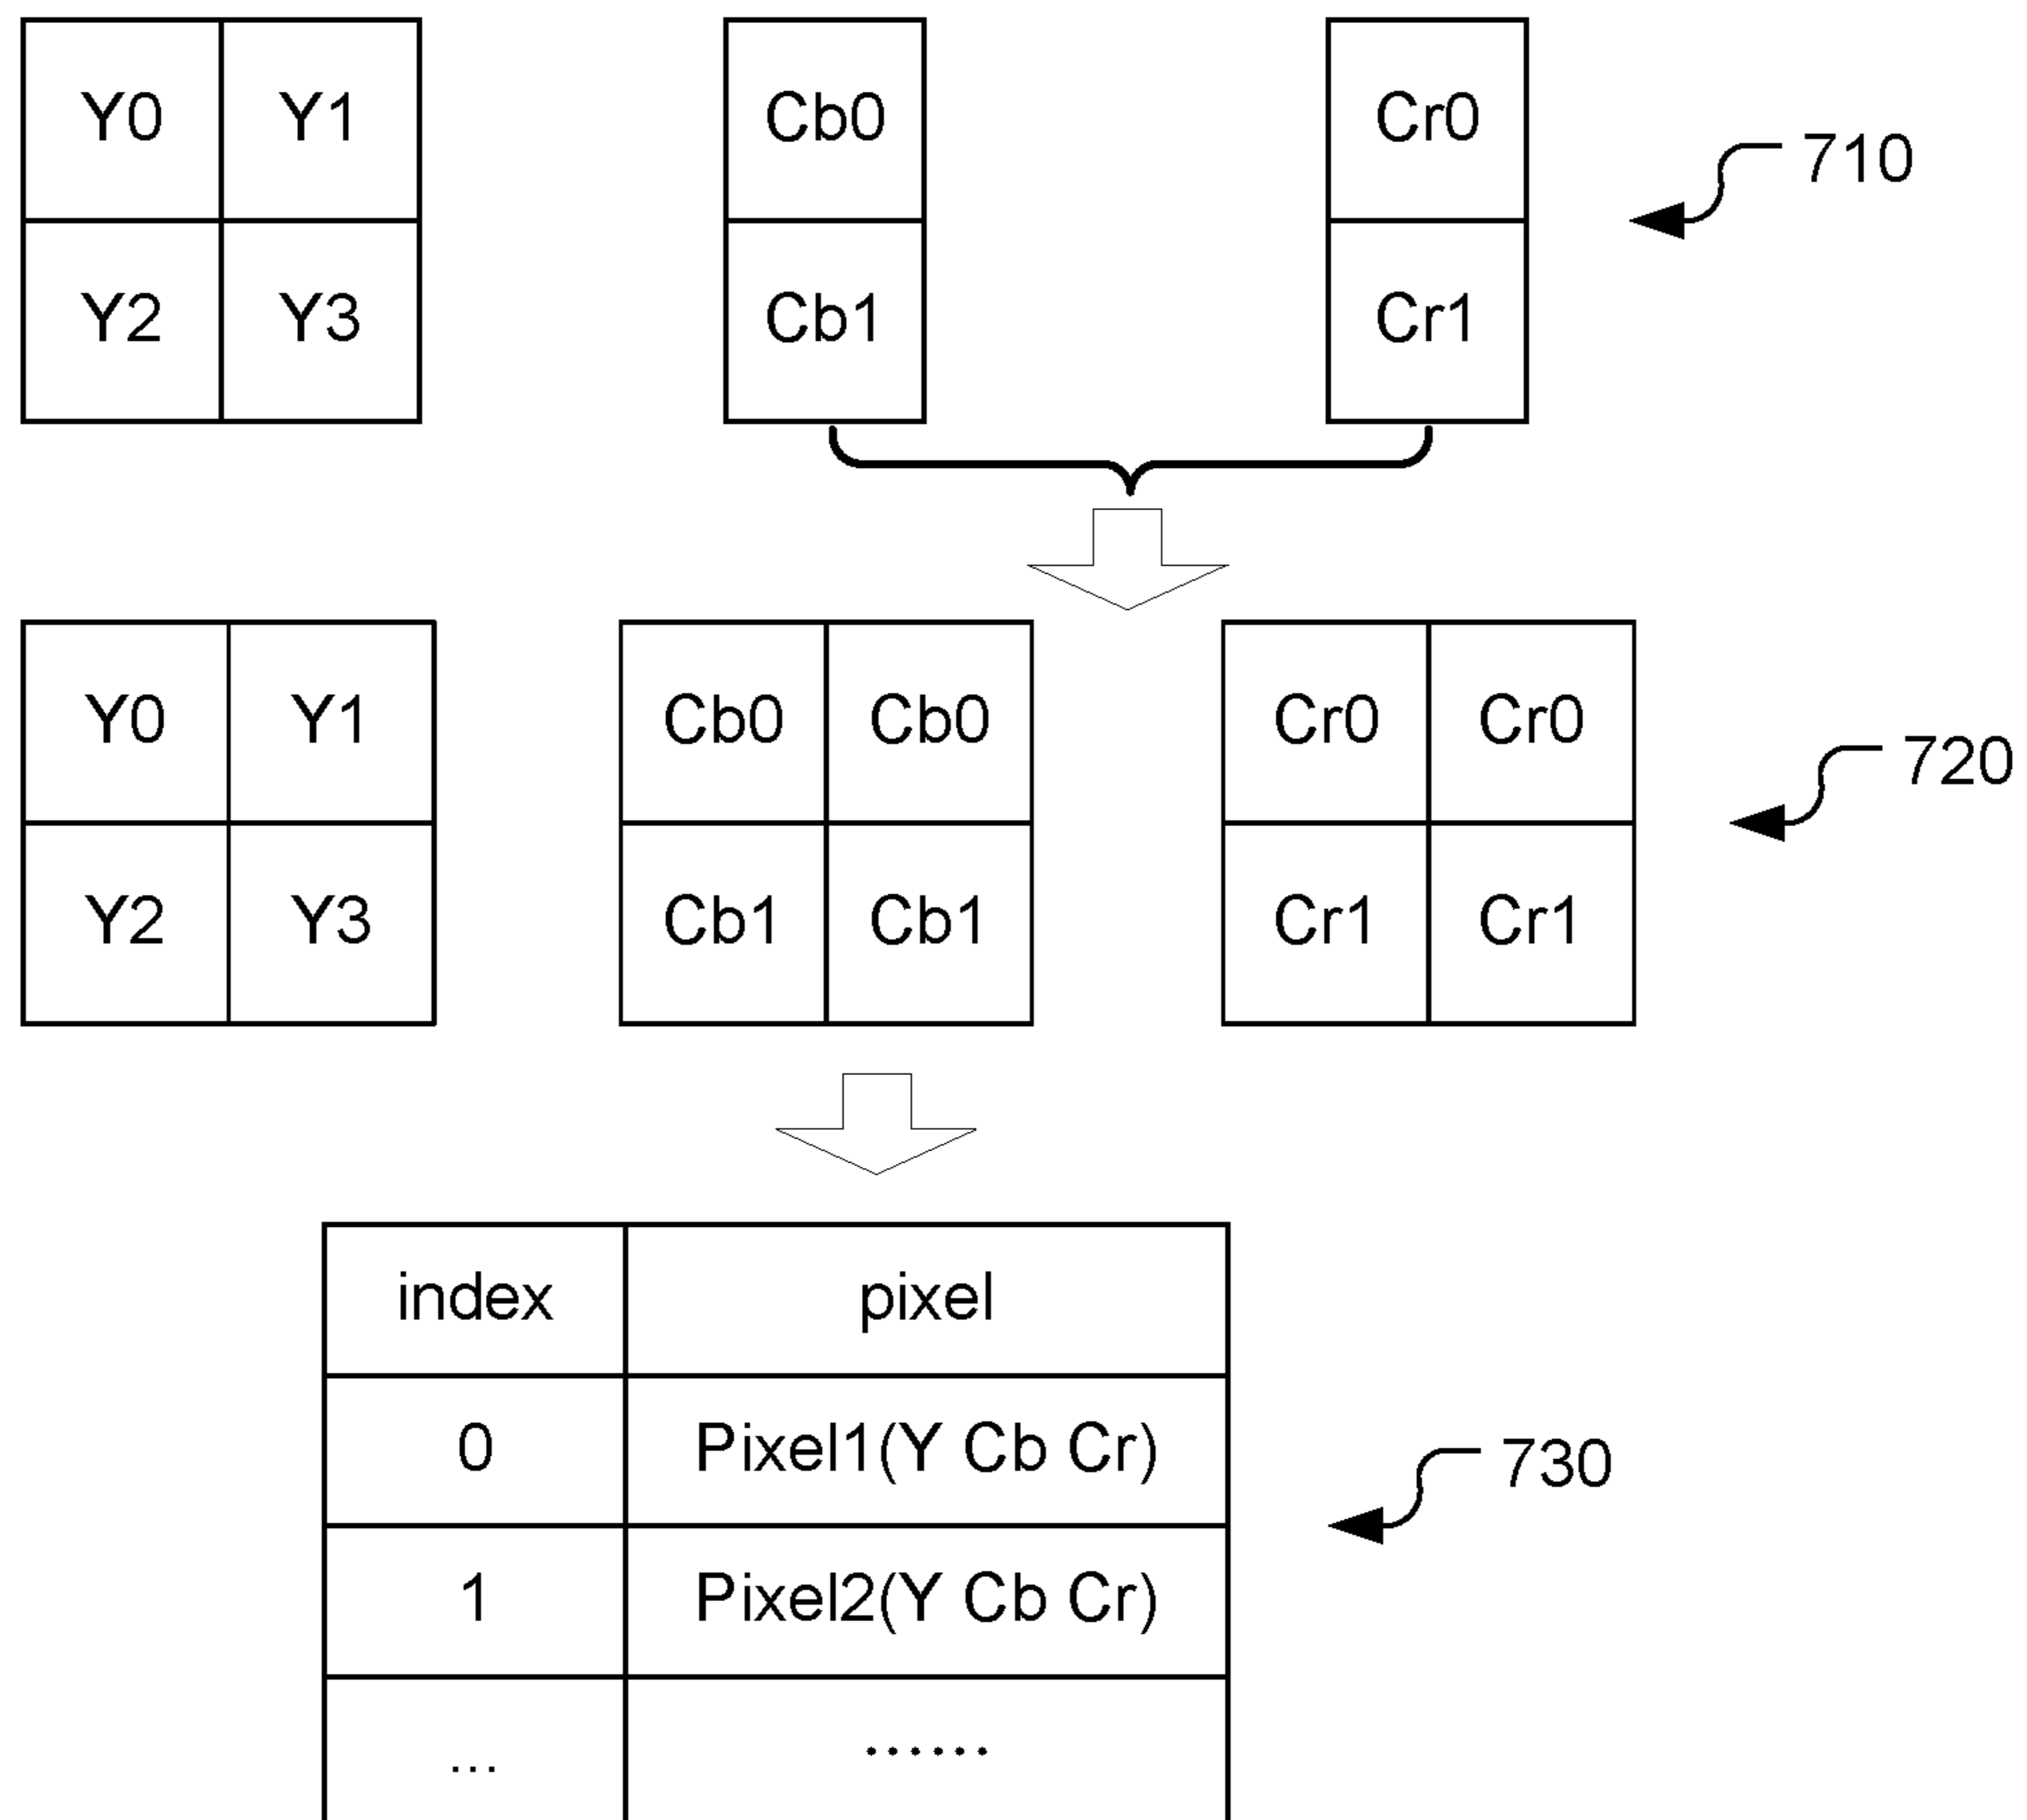 Y0 Y1 Cb0 Cr0
710
Y2 Y3 Cb1 Cr1
Y0 Y1 Cb0 Cb0 Cr0 Cr0
720
Y2 Y3 Cb1 Cb1 Cr1 Cr1
index pixel
0 Pixel1(Y Cb Cr)
730
1 Pixel2(Y Cb Cr)
... ......